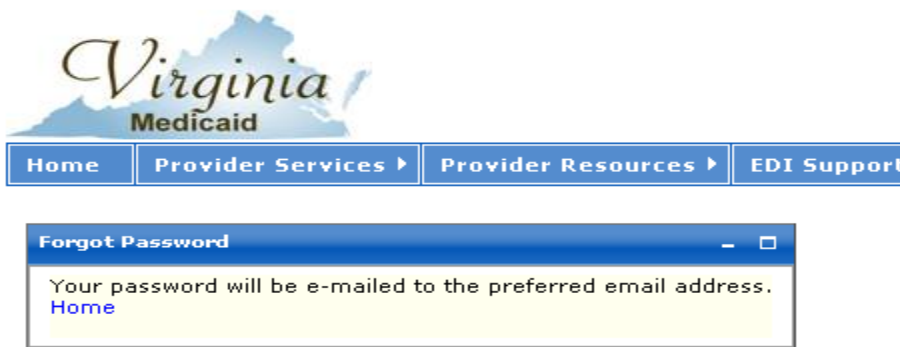 Virginia
Medicaid
Home Provider Services Provider Resources EDI Support
Forgot Password
Your password will be e-mailed to the preferred email address.
Home